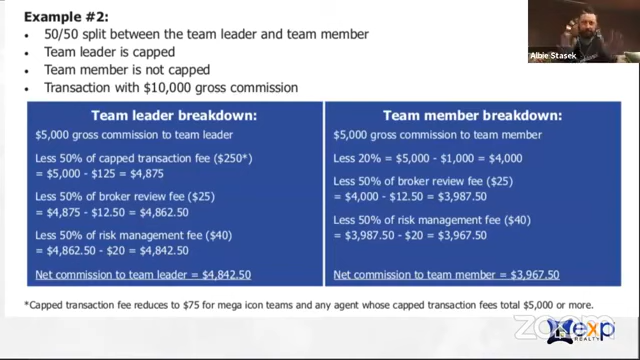 Example #2:
• 50/50 split between the team leader and team member
• Team leader is capped
• Team member is not capped
• Transaction with $10,000 gross commission
Albie Stasek
Team leader breakdown:
$5,000 gross commission to team leader
Less 50% of capped transaction fee ($250*)
= $5,000 - $125 = $4,875
Less 50% of broker review fee ($25)
= $4,875 - $12.50 = $4,862.50
Less 50% of risk management fee ($40)
= $4,862.50 - $20 = $4,842.50
Net commission to team leader = $4,842.50
Team member breakdown:
$5,000 gross commission to team member
Less 20% = $5,000 - $1,000 = $4,000
Less 50% of broker review fee ($25)
= $4,000 - $12.50 = $3,987.50
Less 50% of risk management fee ($40)
= $3,987.50 - $20 = $3,967.50
Net commission to team member = $3,967.50
*Capped transaction fee reduces to $75 for mega icon teams and any agent whose capped transaction fees total $5,000 or more.
zoom
exp
REALTY